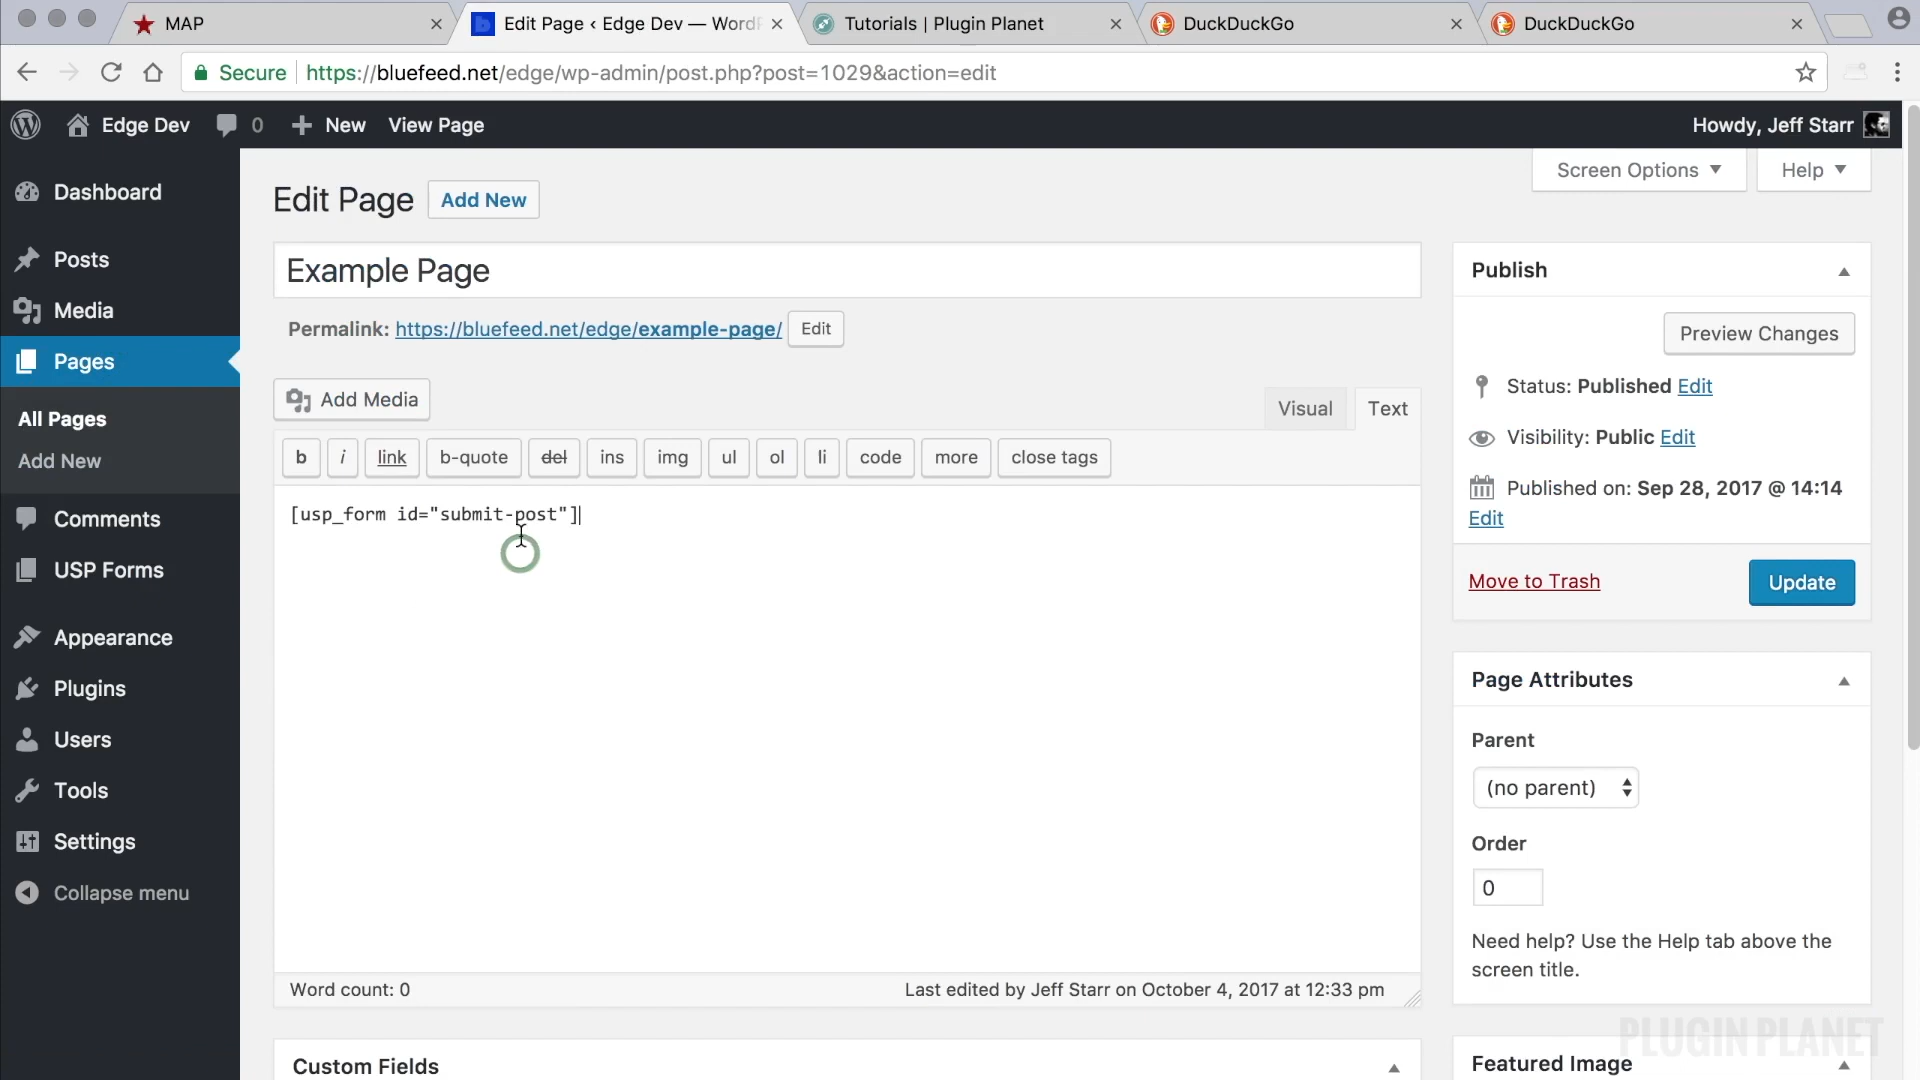 MAP
Edit Page ‹ Edge Dev — WordP
Tutorials | Plugin Planet
DuckDuckGo
DuckDuckGo
Secure
https://bluefeed.net/edge/wp-admin/post.php?post=1029&action=edit
Edge Dev
0
New
View Page
Howdy, Jeff Starr
Dashboard
Posts
Media
Pages
All Pages
Add New
Comments
USP Forms
Appearance
Plugins
Users
Tools
Settings
Collapse menu
Screen Options
Help
Edit Page
Add New
Example Page
Permalink: https://bluefeed.net/edge/example-page/
Edit
Add Media
Visual
Text
b
i
link
b-quote
del
ins
img
ul
ol
li
code
more
close tags
[usp_form id="submit-post"]
Word count: 0
Last edited by Jeff Starr on October 4, 2017 at 12:33 pm
Custom Fields
Publish
Preview Changes
Status: Published Edit
Visibility: Public Edit
Published on: Sep 28, 2017 @ 14:14
Edit
Move to Trash
Update
Page Attributes
Parent
(no parent)
Order
0
Need help? Use the Help tab above the
screen title.
Featured Image
PLUGIN PLANET